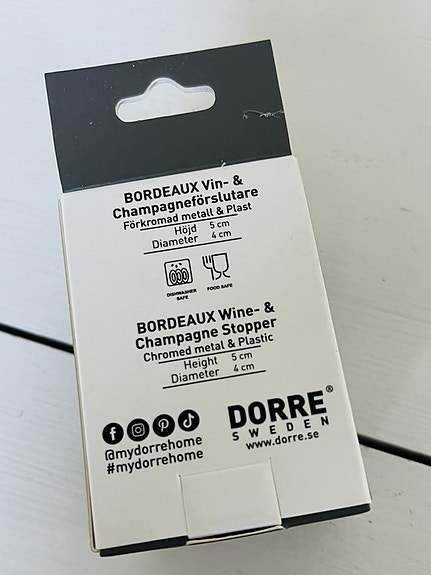 BORDEAUX Vin- &
Champagneförslutare
Förkromad metall & Plast
Höjd 5 cm
Diameter 4 cm
DISHWASHER SAFE
FOOD SAFE
BORDEAUX Wine- &
Champagne Stopper
Chromed metal & Plastic
Height 5 cm
Diameter 4 cm
@mydorrehome
#mydorrehome
DORRE®
SWEDEN
www.dorre.se